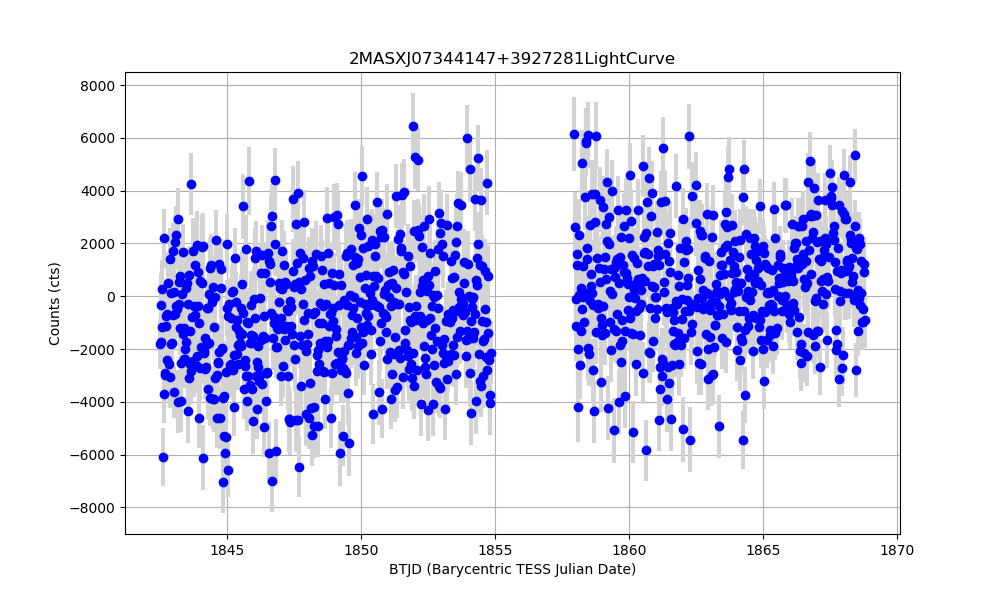 2MASXJ07344147+3927281LightCurve
8000
6000
4000
2000
0
−2000
−4000
−6000
−8000
Counts (cts)
1845 1850 1855 1860 1865 1870
BTJD (Barycentric TESS Julian Date)